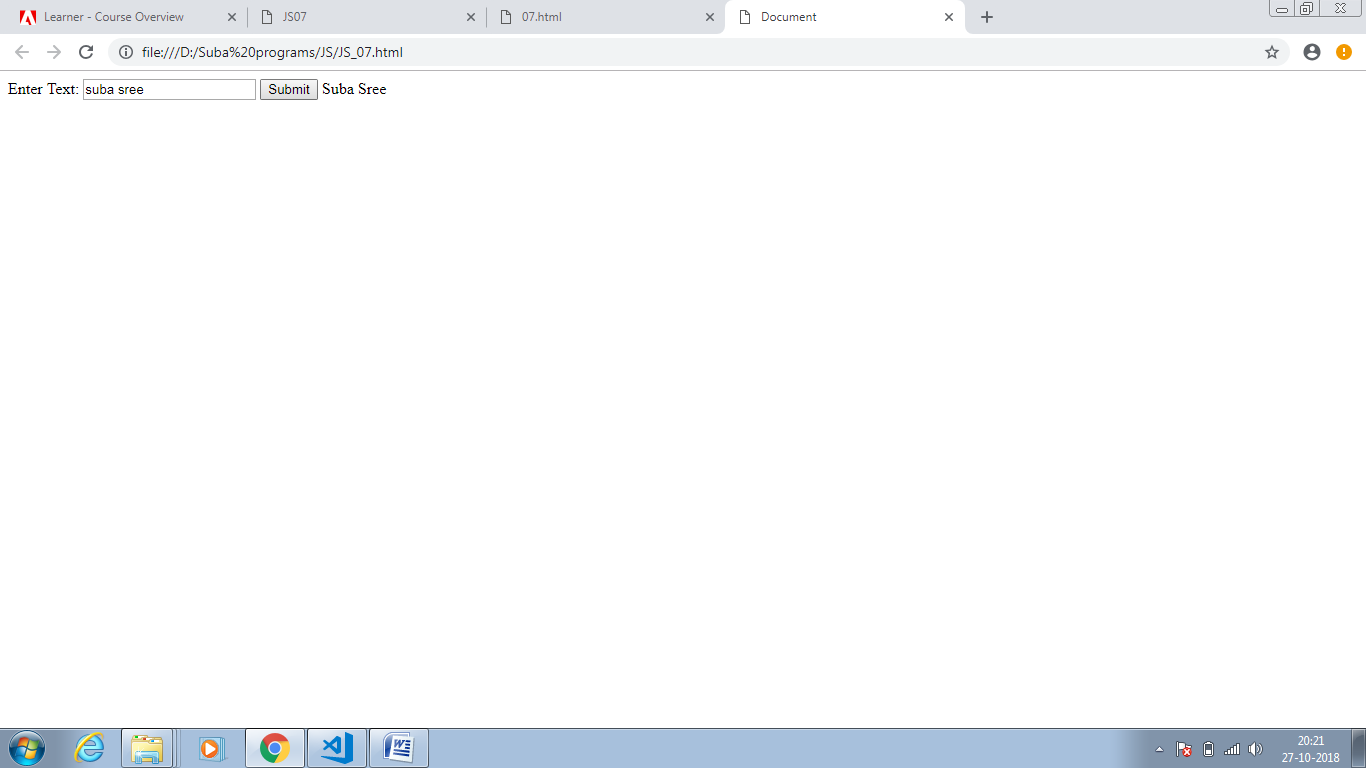 Learner - Course Overview
JS07
07.html
Document
file:///D:/Suba%20programs/JS/JS_07.html
Enter Text: suba sree Submit Suba Sree
20:21
27-10-2018